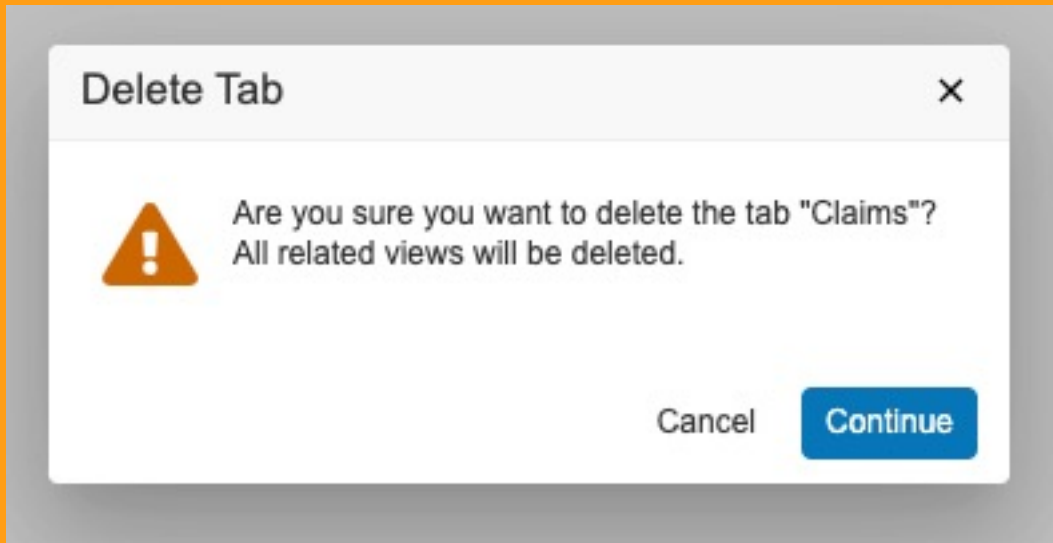 Delete Tab
Are you sure you want to delete the tab "Claims"?
All related views will be deleted.
Cancel Continue